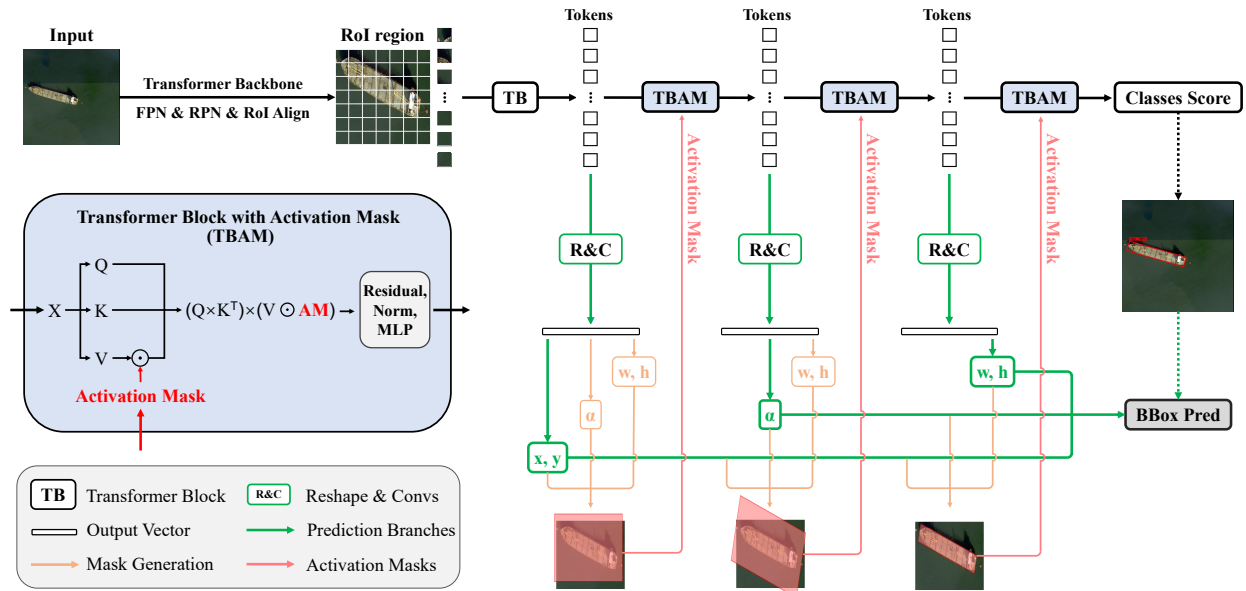 Input
Transformer Backbone
FPN & RPN & RoI Align
RoI region
TB
Tokens
TBAM
Tokens
TBAM
Tokens
TBAM
Classes Score
Activation Mask
Activation Mask
Activation Mask
R&C
R&C
R&C
w, h
α
x, y
w, h
α
w, h
BBox Pred
Transformer Block with Activation Mask
(TBAM)
X
Q
K
V
(Q×Kᵀ)×(V ⊙ AM)
Residual,
Norm,
MLP
Activation Mask
TB Transformer Block
R&C Reshape & Convs
Output Vector
Prediction Branches
Mask Generation
Activation Masks